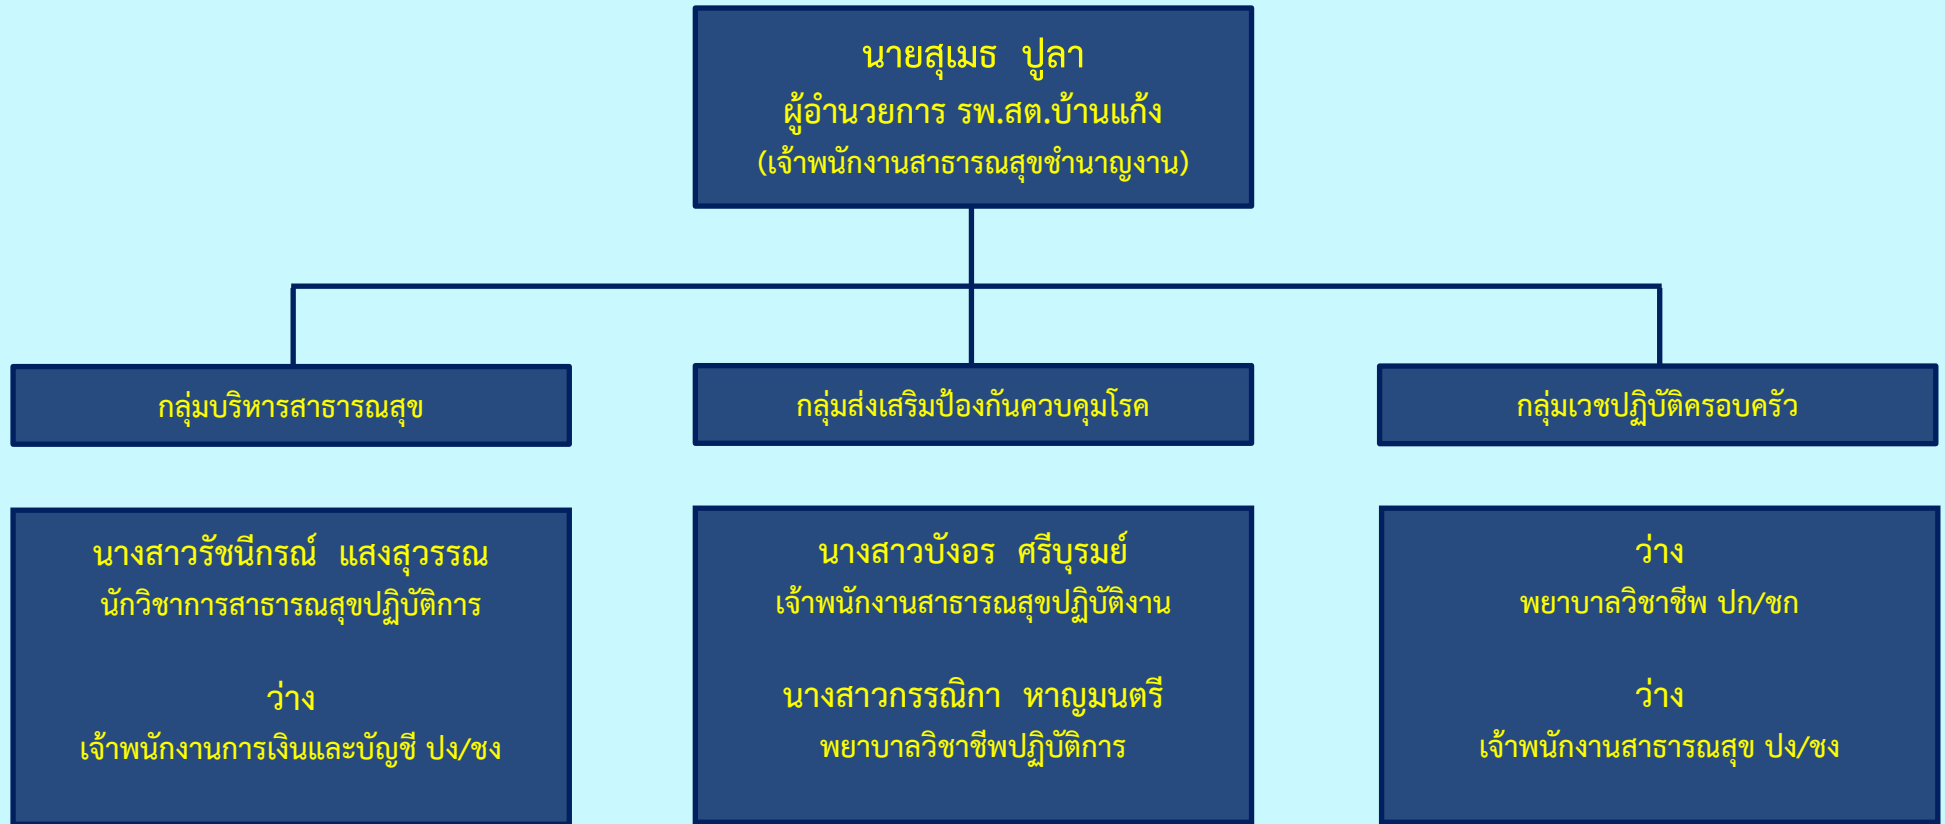 นายสุเมธ ปูลา
ผู้อำนวยการ รพ.สต.บ้านแก้ง
(เจ้าพนักงานสาธารณสุขชำนาญงาน)
กลุ่มบริหารสาธารณสุข
กลุ่มส่งเสริมป้องกันควบคุมโรค
กลุ่มเวชปฏิบัติครอบครัว
นางสาวรัชนีกรณ์ แสงสุวรรณ
นักวิชาการสาธารณสุขปฏิบัติการ
ว่าง
เจ้าพนักงานการเงินและบัญชี ปง/ชง
นางสาวบังอร ศรีบุรมย์
เจ้าพนักงานสาธารณสุขปฏิบัติงาน
นางสาวกรรณิกา หาญมนตรี
พยาบาลวิชาชีพปฏิบัติการ
ว่าง
พยาบาลวิชาชีพ ปก/ชก
ว่าง
เจ้าพนักงานสาธารณสุข ปง/ชง